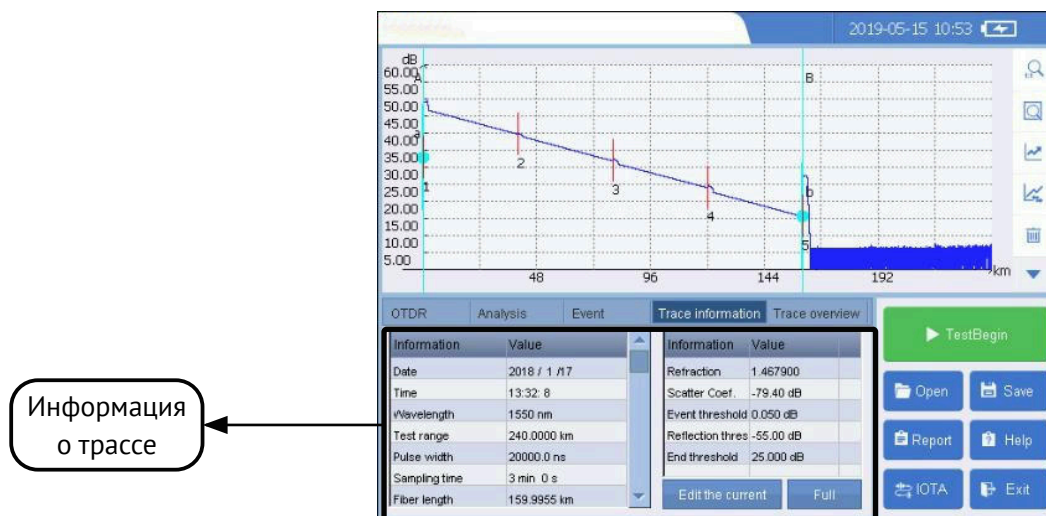 2019-05-15 10:53
dB
60.00
A
B
55.00
50.00
45.00
40.00
a
35.00
30.00
25.00
20.00
15.00
10.00
5.00
1
2
3
4
b
5
48
96
144
192
km
OTDR Analysis Event Trace information Trace overview
Information Value
Date 2018 / 1 /17
Time 13:32: 8
Wavelength 1550 nm
Test range 240.0000 km
Pulse width 20000.0 ns
Sampling time 3 min 0 s
Fiber length 159.9955 km
Information Value
Refraction 1.467900
Scatter Coef. -79.40 dB
Event threshold 0.050 dB
Reflection thres -55.00 dB
End threshold 25.000 dB
Edit the current Full
TestBegin
Open Save
Report Help
IOTA Exit
Информация
о трассе